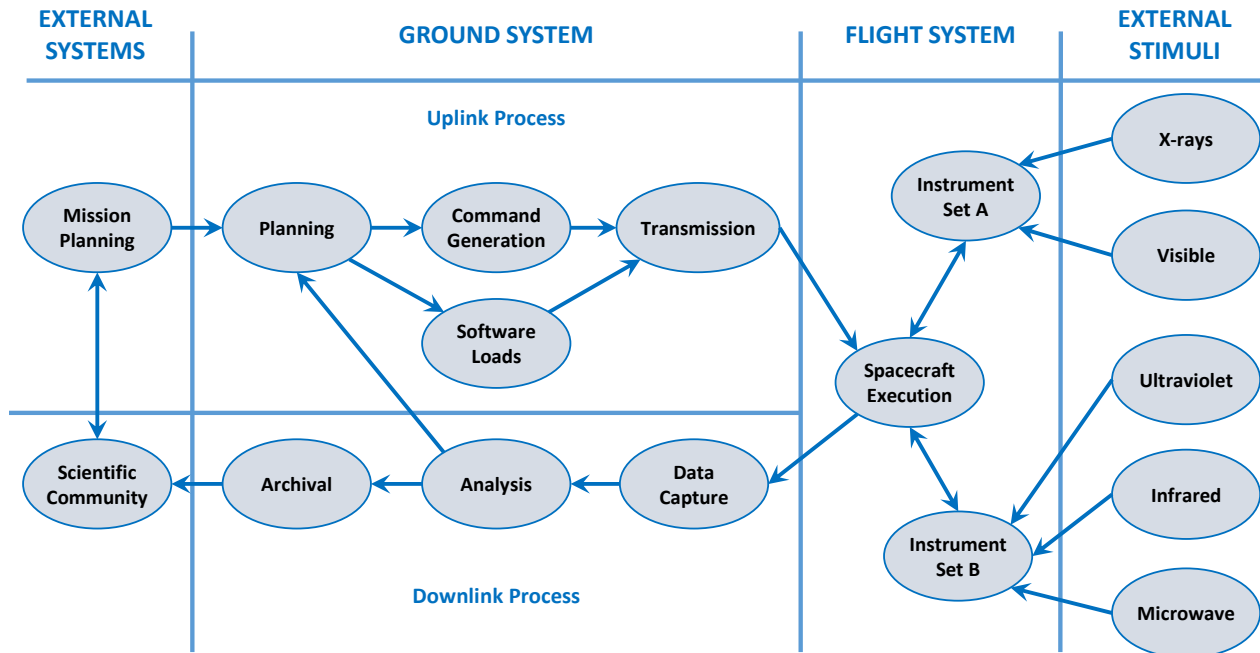 EXTERNAL
SYSTEMS
GROUND SYSTEM
FLIGHT SYSTEM
EXTERNAL
STIMULI
Uplink Process
X-rays
Instrument
Set A
Mission
Planning
Planning
Command
Generation
Transmission
Visible
Software
Loads
Spacecraft
Execution
Ultraviolet
Scientific
Community
Archival
Analysis
Data
Capture
Infrared
Instrument
Set B
Downlink Process
Microwave